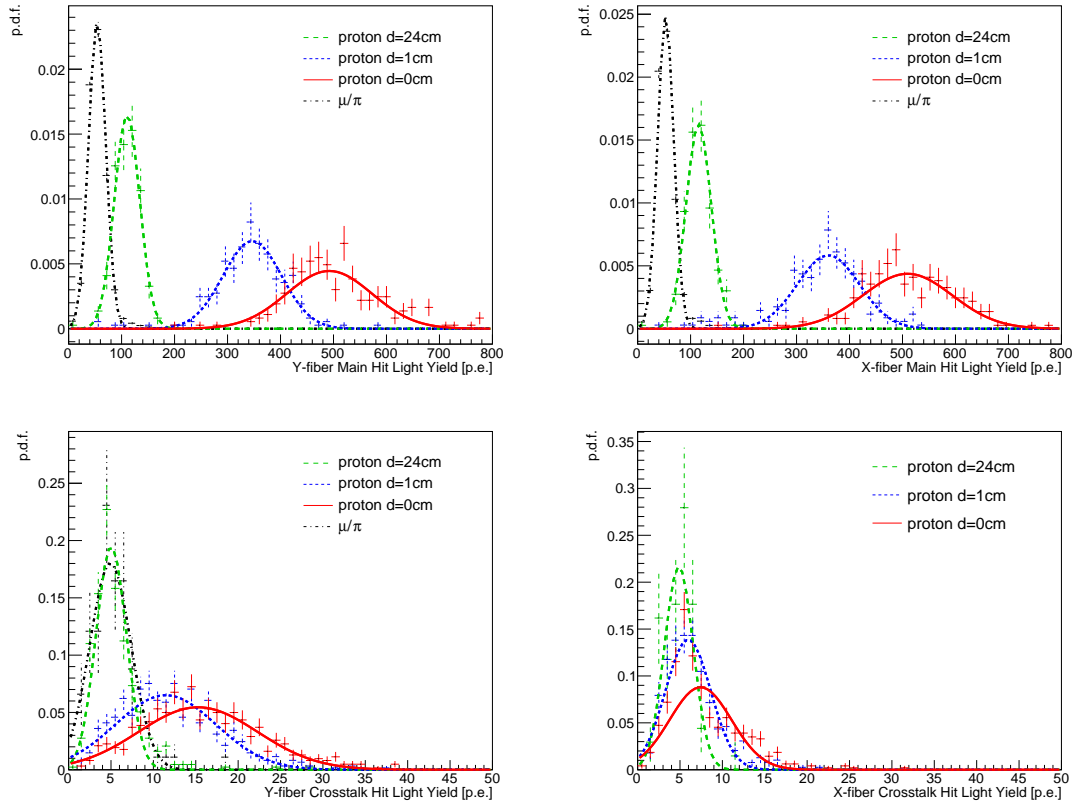 p.d.f.
proton d=24cm
proton d=1cm
proton d=0cm
μ/π
0.02
0.015
0.01
0.005
0
0 100 200 300 400 500 600 700 800
Y-fiber Main Hit Light Yield [p.e.]
p.d.f.
proton d=24cm
proton d=1cm
proton d=0cm
μ/π
0.025
0.02
0.015
0.01
0.005
0
0 100 200 300 400 500 600 700 800
X-fiber Main Hit Light Yield [p.e.]
p.d.f.
proton d=24cm
proton d=1cm
proton d=0cm
μ/π
0.25
0.2
0.15
0.1
0.05
0
0 5 10 15 20 25 30 35 40 45 50
Y-fiber Crosstalk Hit Light Yield [p.e.]
p.d.f.
proton d=24cm
proton d=1cm
proton d=0cm
0.35
0.3
0.25
0.2
0.15
0.1
0.05
0
0 5 10 15 20 25 30 35 40 45 50
X-fiber Crosstalk Hit Light Yield [p.e.]